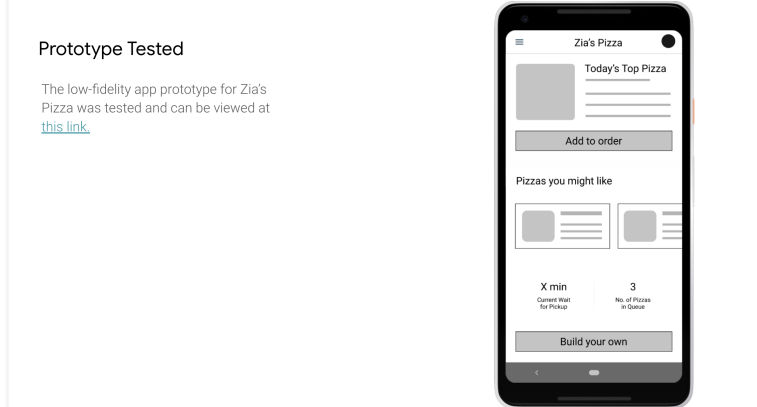 Prototype Tested
The low-fidelity app prototype for Zia's
Pizza was tested and can be viewed at
this link.
Zia's Pizza
Today's Top Pizza
Add to order
Pizzas you might like
X min
Current Wait
for Pickup
3
No. of Pizzas
in Queue
Build your own